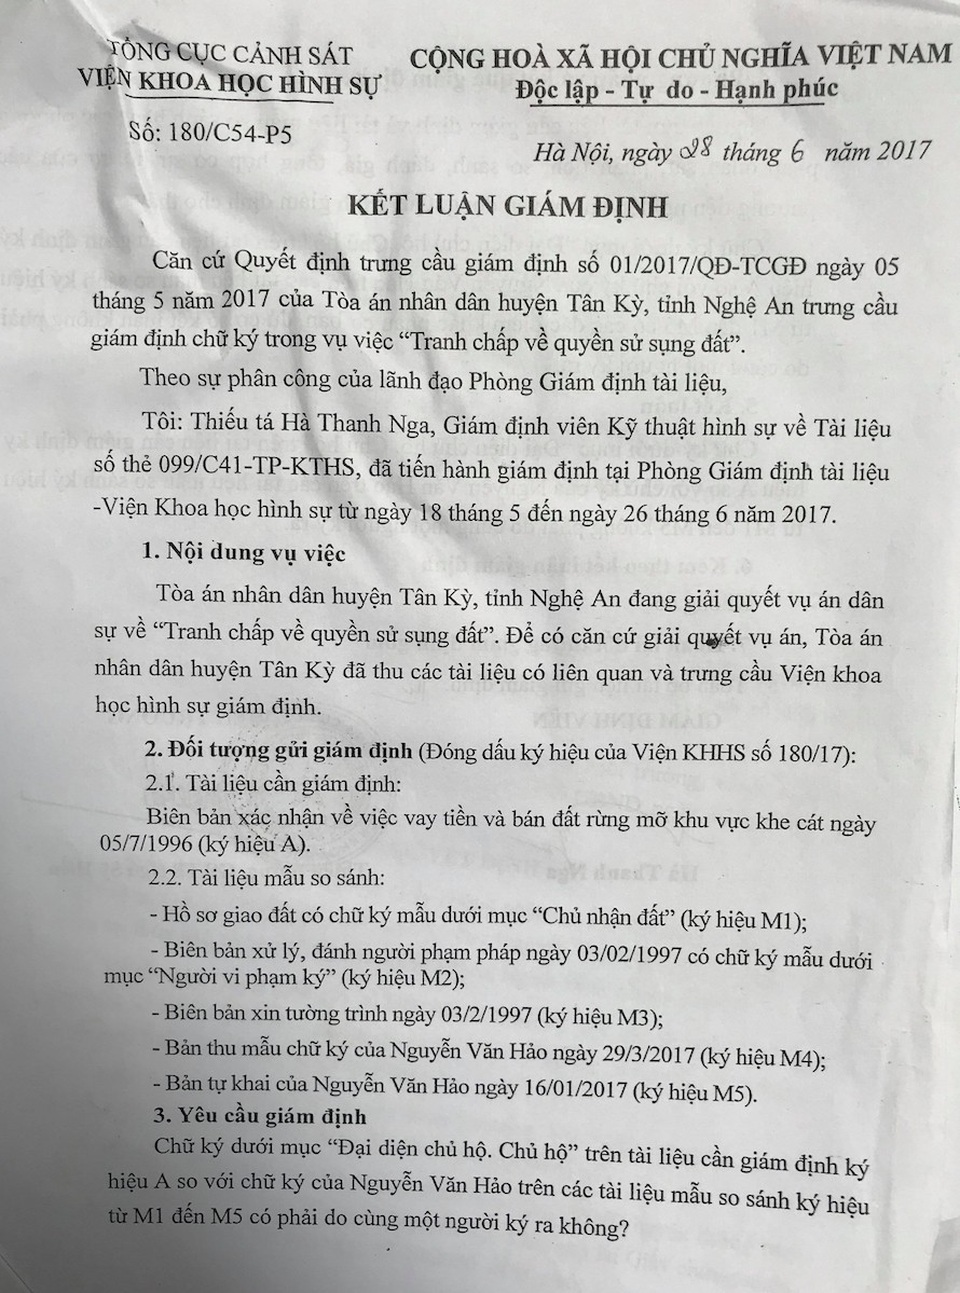 TỔNG CỤC CẢNH SÁT
VIỆN KHOA HỌC HÌNH SỰ
Số: 180/C54-P5
CỘNG HOÀ XÃ HỘI CHỦ NGHĨA VIỆT NAM
Độc lập - Tự do - Hạnh phúc
Hà Nội, ngày 28 tháng 6 năm 2017
KẾT LUẬN GIÁM ĐỊNH
Căn cứ Quyết định trưng cầu giám định số 01/2017/QĐ-TCGĐ ngày 05
tháng 5 năm 2017 của Tòa án nhân dân huyện Tân Kỳ, tỉnh Nghệ An trưng cầu
giám định chữ ký trong vụ việc “Tranh chấp về quyền sử sụng đất”.
Theo sự phân công của lãnh đạo Phòng Giám định tài liệu,
Tôi: Thiếu tá Hà Thanh Nga, Giám định viên Kỹ thuật hình sự về Tài liệu
số thẻ 099/C41-TP-KTHS, đã tiến hành giám định tại Phòng Giám định tài liệu
-Viện Khoa học hình sự từ ngày 18 tháng 5 đến ngày 26 tháng 6 năm 2017.
1. Nội dung vụ việc
Tòa án nhân dân huyện Tân Kỳ, tỉnh Nghệ An đang giải quyết vụ án dân
sự về “Tranh chấp về quyền sử sụng đất”. Để có căn cứ giải quyết vụ án, Tòa án
nhân dân huyện Tân Kỳ đã thu các tài liệu có liên quan và trưng cầu Viện khoa
học hình sự giám định.
2. Đối tượng gửi giám định (Đóng dấu ký hiệu của Viện KHHS số 180/17):
2.1. Tài liệu cần giám định:
Biên bản xác nhận về việc vay tiền và bán đất rừng mỡ khu vực khe cát ngày
05/7/1996 (ký hiệu A).
2.2. Tài liệu mẫu so sánh:
- Hồ sơ giao đất có chữ ký mẫu dưới mục “Chủ nhận đất” (ký hiệu M1);
- Biên bản xử lý, đánh người phạm pháp ngày 03/02/1997 có chữ ký mẫu dưới
mục “Người vi phạm ký” (ký hiệu M2);
- Biên bản xin tường trình ngày 03/2/1997 (ký hiệu M3);
- Bản thu mẫu chữ ký của Nguyễn Văn Hảo ngày 29/3/2017 (ký hiệu M4);
- Bản tự khai của Nguyễn Văn Hảo ngày 16/01/2017 (ký hiệu M5).
3. Yêu cầu giám định
Chữ ký dưới mục “Đại diện chủ hộ. Chủ hộ” trên tài liệu cần giám định ký
hiệu A so với chữ ký của Nguyễn Văn Hảo trên các tài liệu mẫu so sánh ký hiệu
từ M1 đến M5 có phải do cùng một người ký ra không?